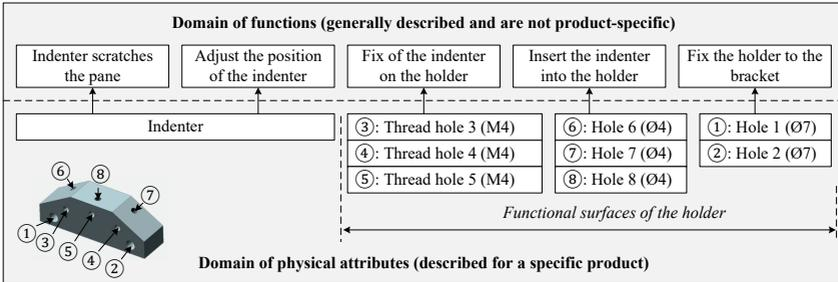 Domain of functions (generally described and are not product-specific)
Indenter scratches
the pane
Adjust the position
of the indenter
Fix of the indenter
on the holder
Insert the indenter
into the holder
Fix the holder to the
bracket
Indenter
③: Thread hole 3 (M4)
④: Thread hole 4 (M4)
⑤: Thread hole 5 (M4)
⑥: Hole 6 (Ø4)
⑦: Hole 7 (Ø4)
⑧: Hole 8 (Ø4)
①: Hole 1 (Ø7)
②: Hole 2 (Ø7)
⑥
⑧
⑦
①
③
⑤
④
②
Functional surfaces of the holder
Domain of physical attributes (described for a specific product)